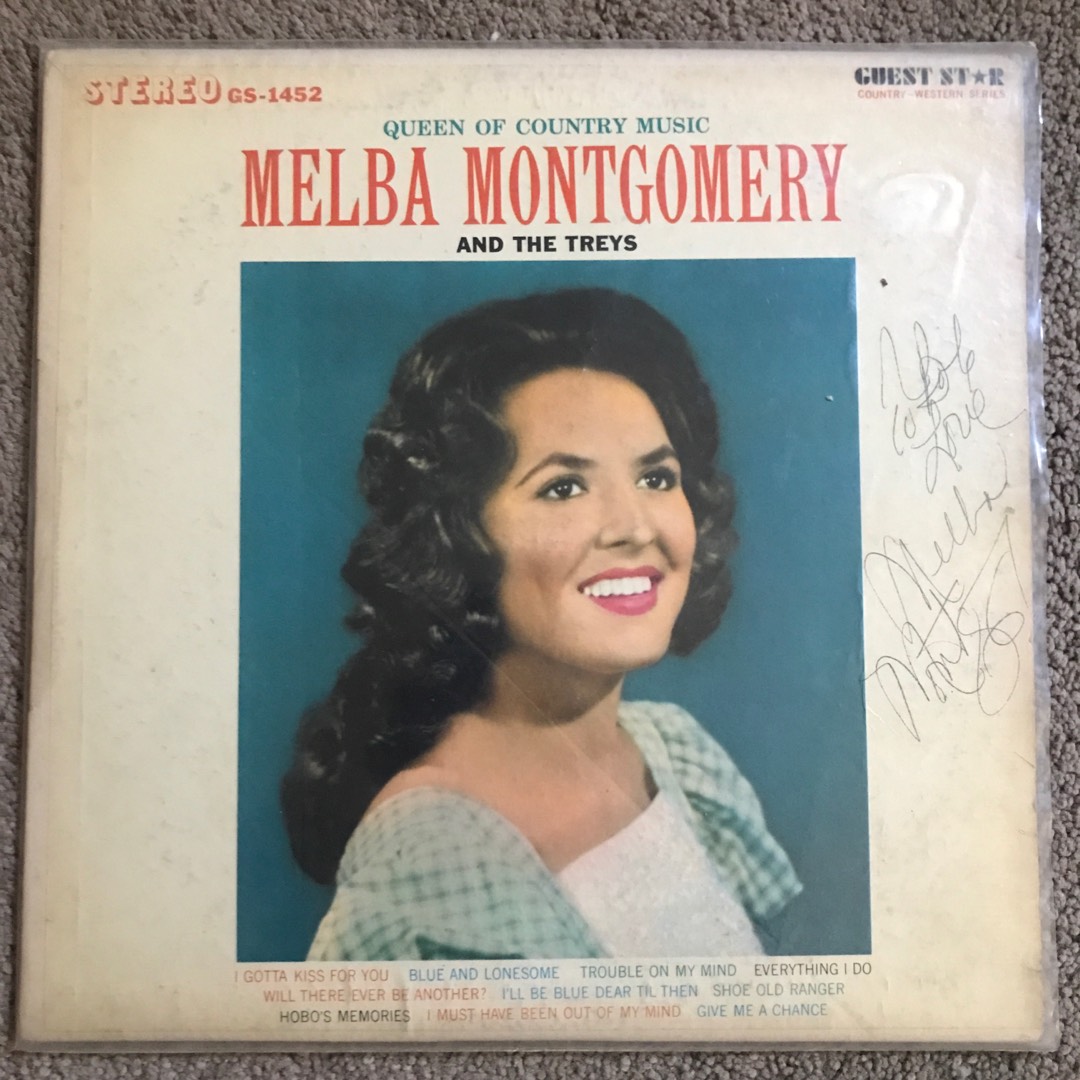 STEREO GS-1452
GUEST ST★R
COUNTRY-WESTERN SERIES
QUEEN OF COUNTRY MUSIC
MELBA MONTGOMERY
AND THE TREYS
To Bob
Love
Melba
Montgomery
I GOTTA KISS FOR YOU BLUE AND LONESOME TROUBLE ON MY MIND EVERYTHING I DO
WILL THERE EVER BE ANOTHER? I'LL BE BLUE DEAR TIL THEN SHOE OLD RANGER
HOBO'S MEMORIES I MUST HAVE BEEN OUT OF MY MIND GIVE ME A CHANCE